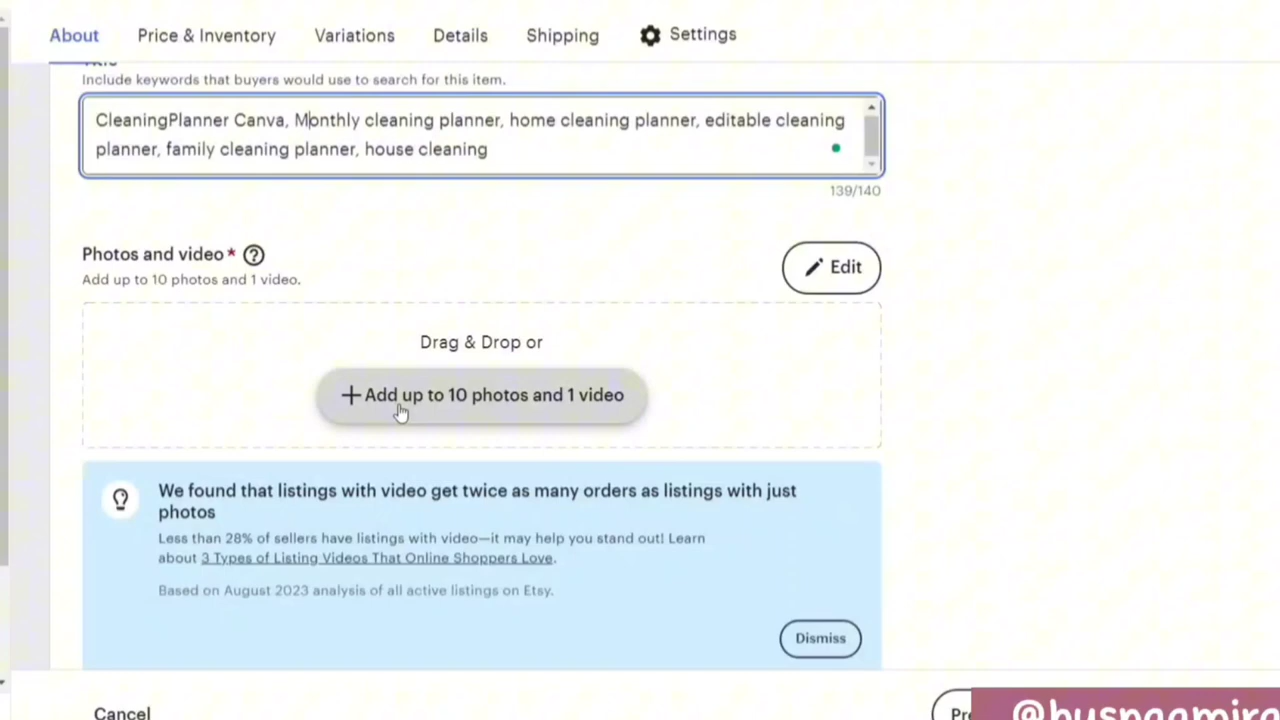 About Price & Inventory Variations Details Shipping Settings
Include keywords that buyers would use to search for this item.
CleaningPlanner Canva, Monthly cleaning planner, home cleaning planner, editable cleaning
planner, family cleaning planner, house cleaning
139/140
Photos and video* ?
Edit
Add up to 10 photos and 1 video.
Drag & Drop or
+ Add up to 10 photos and 1 video
We found that listings with video get twice as many orders as listings with just
photos
Less than 28% of sellers have listings with video—it may help you stand out! Learn
about 3 Types of Listing Videos That Online Shoppers Love.
Based on August 2023 analysis of all active listings on Etsy.
Dismiss
Cancel